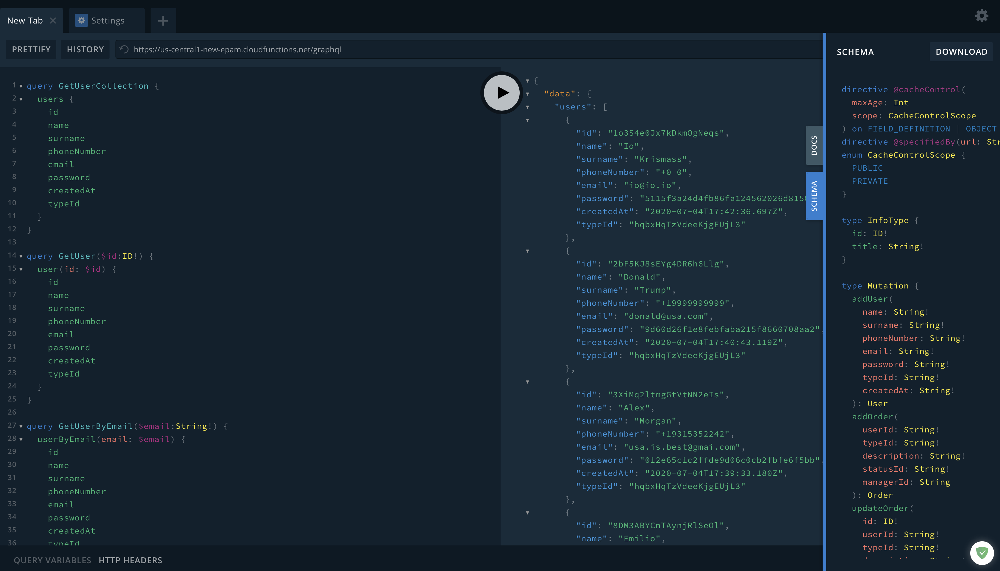 New Tab
Settings
PRETTIFY
HISTORY
https://us-central1-new-epam.cloudfunctions.net/graphql
1 query GetUserCollection {
2 users {
3 id
4 name
5 surname
6 phoneNumber
7 email
8 password
9 createdAt
10 typeId
11 }
12 }
13
14 query GetUser($id:ID!) {
15 user(id: $id) {
16 id
17 name
18 surname
19 phoneNumber
20 email
21 password
22 createdAt
23 typeId
24 }
25 }
26
27 query GetUserByEmail($email:String!) {
28 userByEmail(email: $email) {
29 id
30 name
31 surname
32 phoneNumber
33 email
34 password
35 createdAt
36 typeId
QUERY VARIABLES
HTTP HEADERS
{
"data": {
"users": [
{
"id": "1o3S4e0Jx7kDkmOgNeqs",
"name": "Io",
"surname": "Krismass",
"phoneNumber": "+0 0",
"email": "io@io.io",
"password": "5115f3a24d4fb86fa124562026d815
"createdAt": "2020-07-04T17:42:36.697Z",
"typeId": "hqbxHqTzVdeeKjgEUjL3"
},
{
"id": "2bF5KJ8sEYg4DR6h6Llg",
"name": "Donald",
"surname": "Trump",
"phoneNumber": "+19999999999",
"email": "donald@usa.com",
"password": "9d60d26f1e8febfaba215f8660708aa2",
"createdAt": "2020-07-04T17:40:43.119Z",
"typeId": "hqbxHqTzVdeeKjgEUjL3"
},
{
"id": "3XiMq2ltmgGtVtNN2eIs",
"name": "Alex",
"surname": "Morgan",
"phoneNumber": "+19315352242",
"email": "usa.is.best@gmai.com",
"password": "012e65c1c2ffde9d06c0cb2fbfe6f5bb",
"createdAt": "2020-07-04T17:39:33.180Z",
"typeId": "hqbxHqTzVdeeKjgEUjL3"
},
{
"id": "8DM3ABYCnTAynjRlSeOl",
"name": "Emilio",
DOCS
SCHEMA
SCHEMA
DOWNLOAD
directive @cacheControl(
maxAge: Int
scope: CacheControlScope
) on FIELD_DEFINITION | OBJECT
directive @specifiedBy(url: Str
enum CacheControlScope {
PUBLIC
PRIVATE
}
type InfoType {
id: ID!
title: String!
}
type Mutation {
addUser(
name: String!
surname: String!
phoneNumber: String!
email: String!
password: String!
typeId: String!
createdAt: String!
): User
addOrder(
userId: String!
typeId: String!
description: String!
statusId: String!
managerId: String
): Order
updateOrder(
id: ID!
userId: String!
typeId: String!